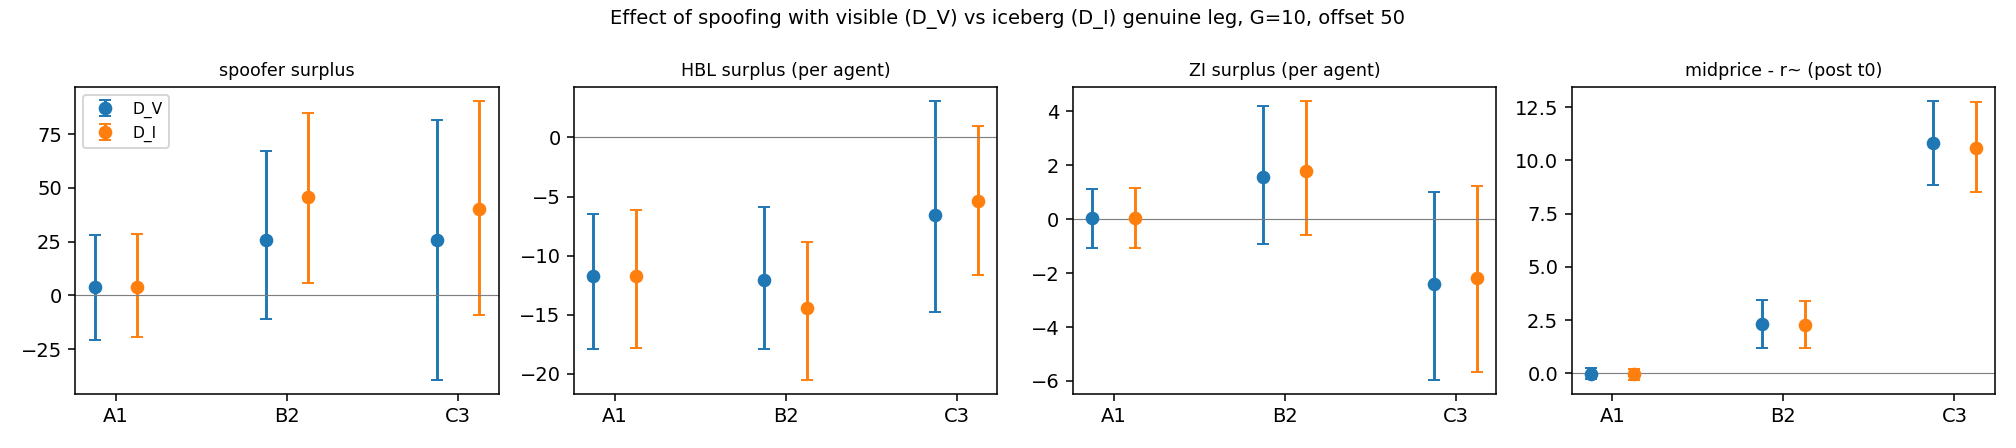 Effect of spoofing with visible (D_V) vs iceberg (D_I) genuine leg, G=10, offset 50
spoofer surplus
D_V
D_I
75
50
25
0
−25
A1
B2
C3
HBL surplus (per agent)
0
−5
−10
−15
−20
A1
B2
C3
ZI surplus (per agent)
4
2
0
−2
−4
−6
A1
B2
C3
midprice - r~ (post t0)
12.5
10.0
7.5
5.0
2.5
0.0
A1
B2
C3